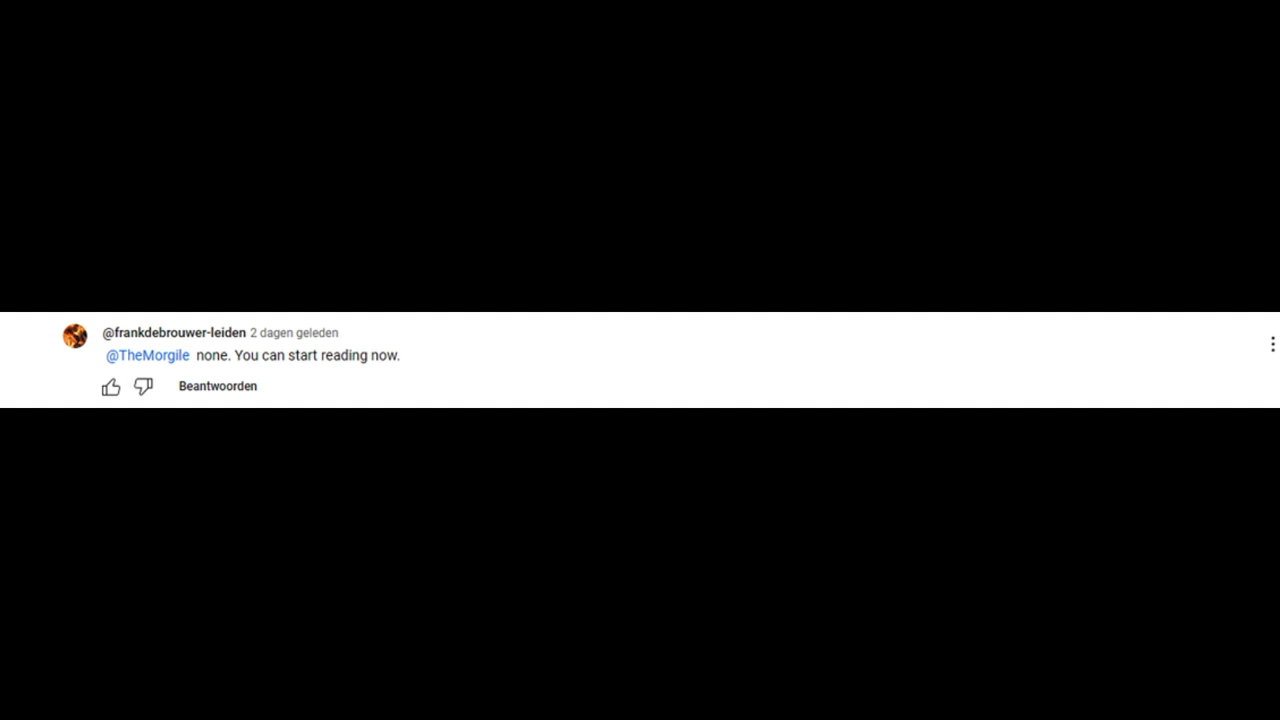 @frankdebrouwer-leiden 2 dagen geleden
@TheMorgile none. You can start reading now.
Beantwoorden